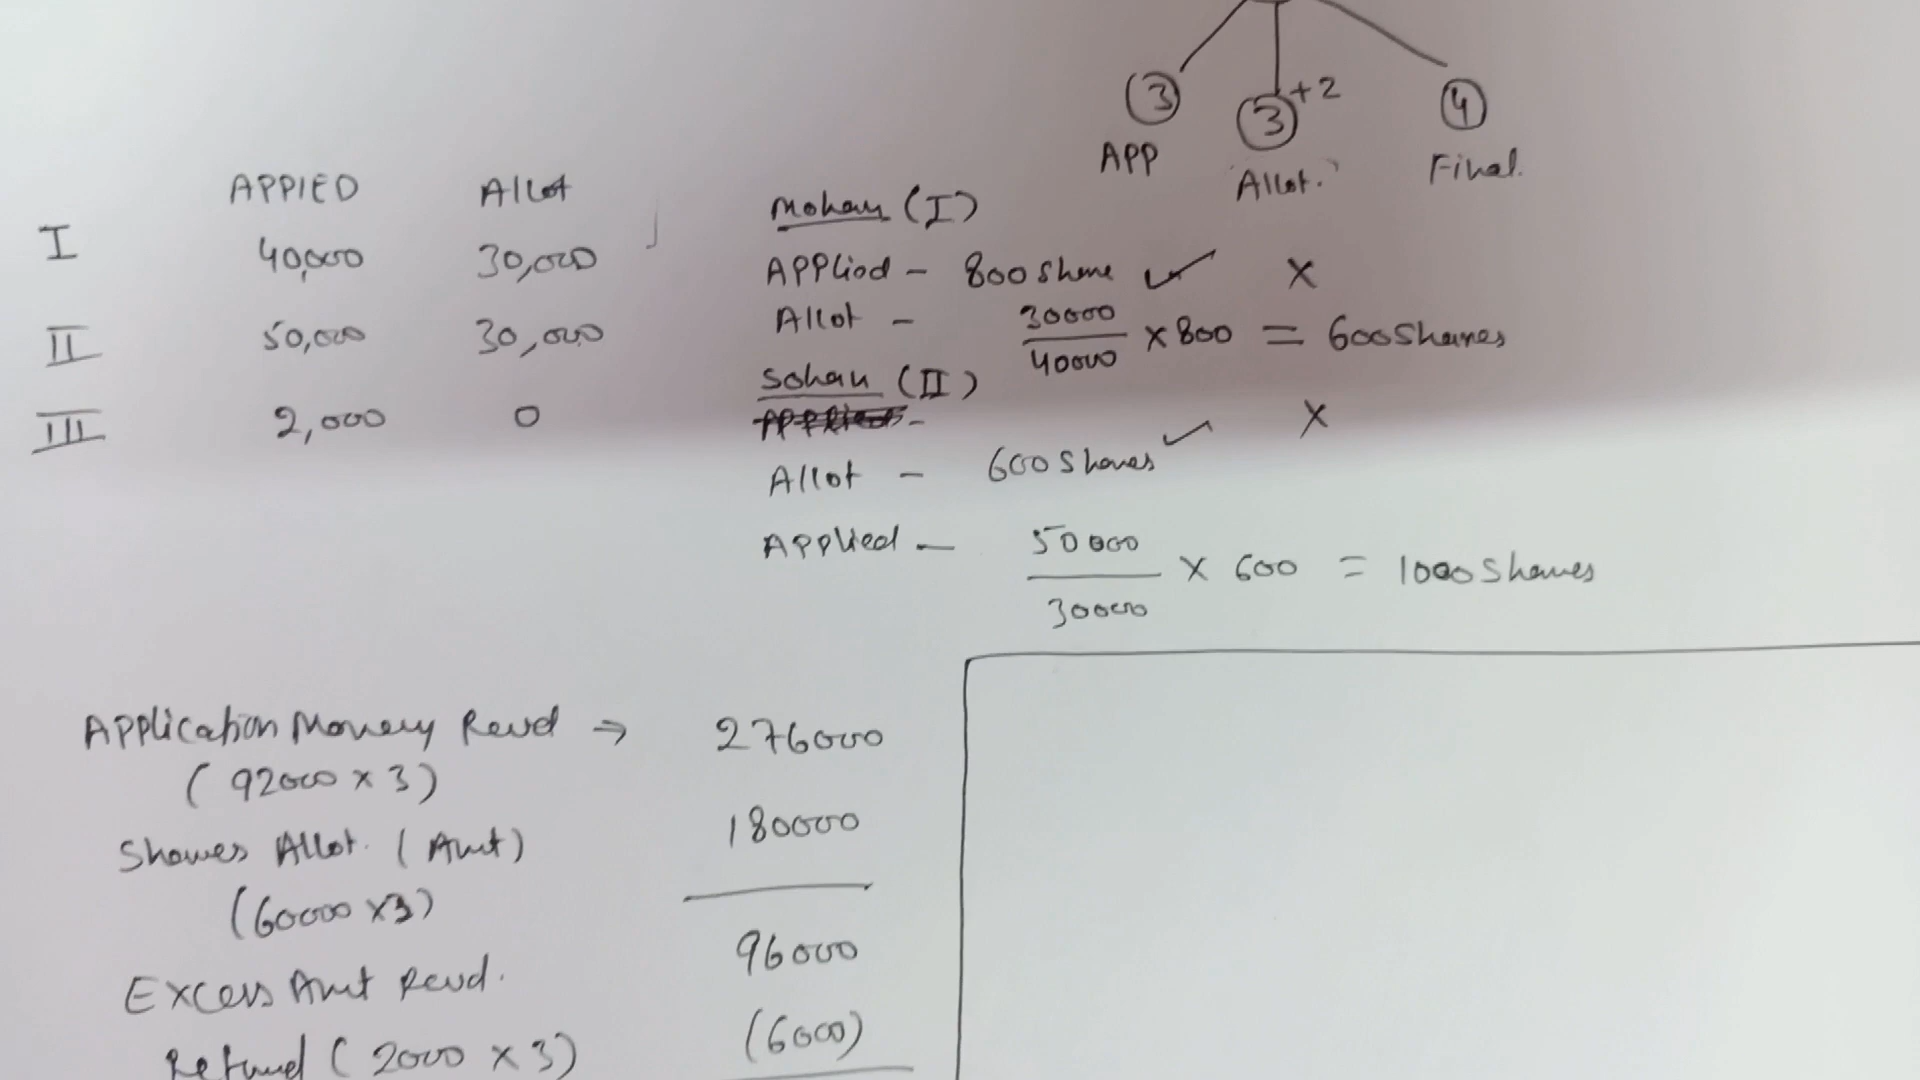 3 3 +2 4
APP Allot. Final.
APPIED Allot
I 40,000 30,000
II 50,000 30,000
III 2,000 0
Mohan (I)
APPliod - 800 Share ✓ X
Allot - 30000/40000 x 800 = 600 Shares
Sohan (II)
X
Allot - 600 Shares ✓
Applied - 50000/30000 x 600 = 1000 Shares
Application Money Recvd → 276000
(92000 x 3)
Shares Allot. (Amt) 180000
(60000 x 3)
96000
Excess Amt Recvd.
Refund (2000 x 3) (6000)